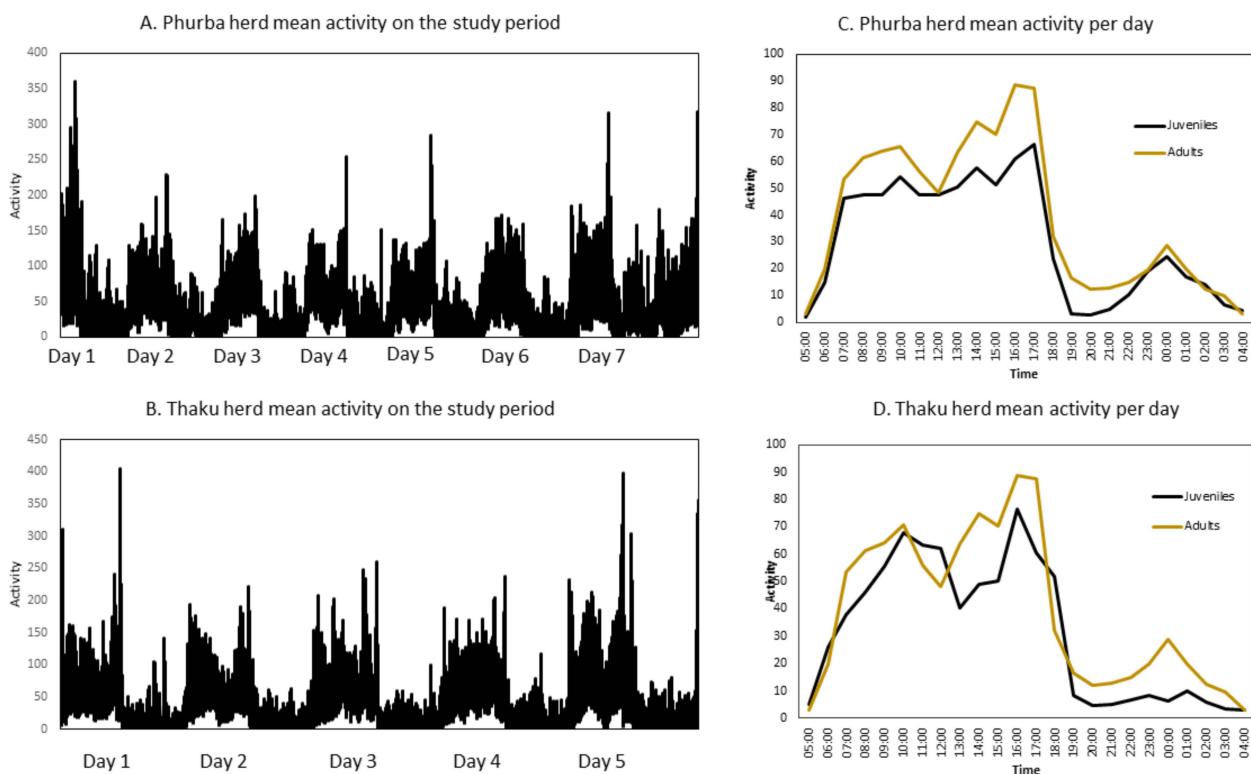 A. Phurba herd mean activity on the study period
400
350
300
250
200
150
100
50
0
Activity
Day 1 Day 2 Day 3 Day 4 Day 5 Day 6 Day 7
C. Phurba herd mean activity per day
100
90
80
70
60
50
40
30
20
10
0
Activity
Juveniles
Adults
05:00 06:00 07:00 08:00 09:00 10:00 11:00 12:00 13:00 14:00 15:00 16:00 17:00 18:00 19:00 20:00 21:00 22:00 23:00 00:00 01:00 02:00 03:00 04:00
Time
B. Thaku herd mean activity on the study period
450
400
350
300
250
200
150
100
50
0
Activity
Day 1 Day 2 Day 3 Day 4 Day 5
D. Thaku herd mean activity per day
100
90
80
70
60
50
40
30
20
10
0
Activity
Juveniles
Adults
05:00 06:00 07:00 08:00 09:00 10:00 11:00 12:00 13:00 14:00 15:00 16:00 17:00 18:00 19:00 20:00 21:00 22:00 23:00 00:00 01:00 02:00 03:00 04:00
Time